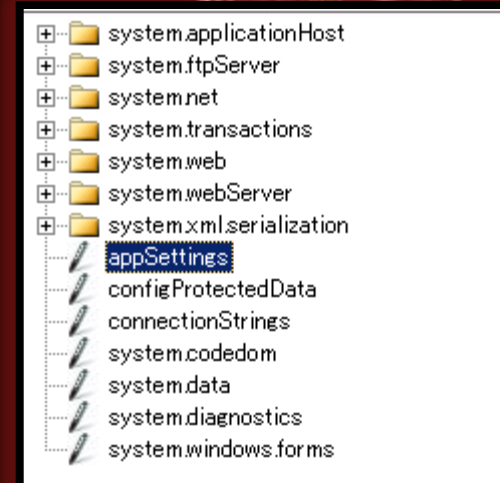 system.applicationHost
system.ftpServer
system.net
system.transactions
system.web
system.webServer
system.xml.serialization
appSettings
configProtectedData
connectionStrings
system.codedom
system.data
system.diagnostics
system.windows.forms